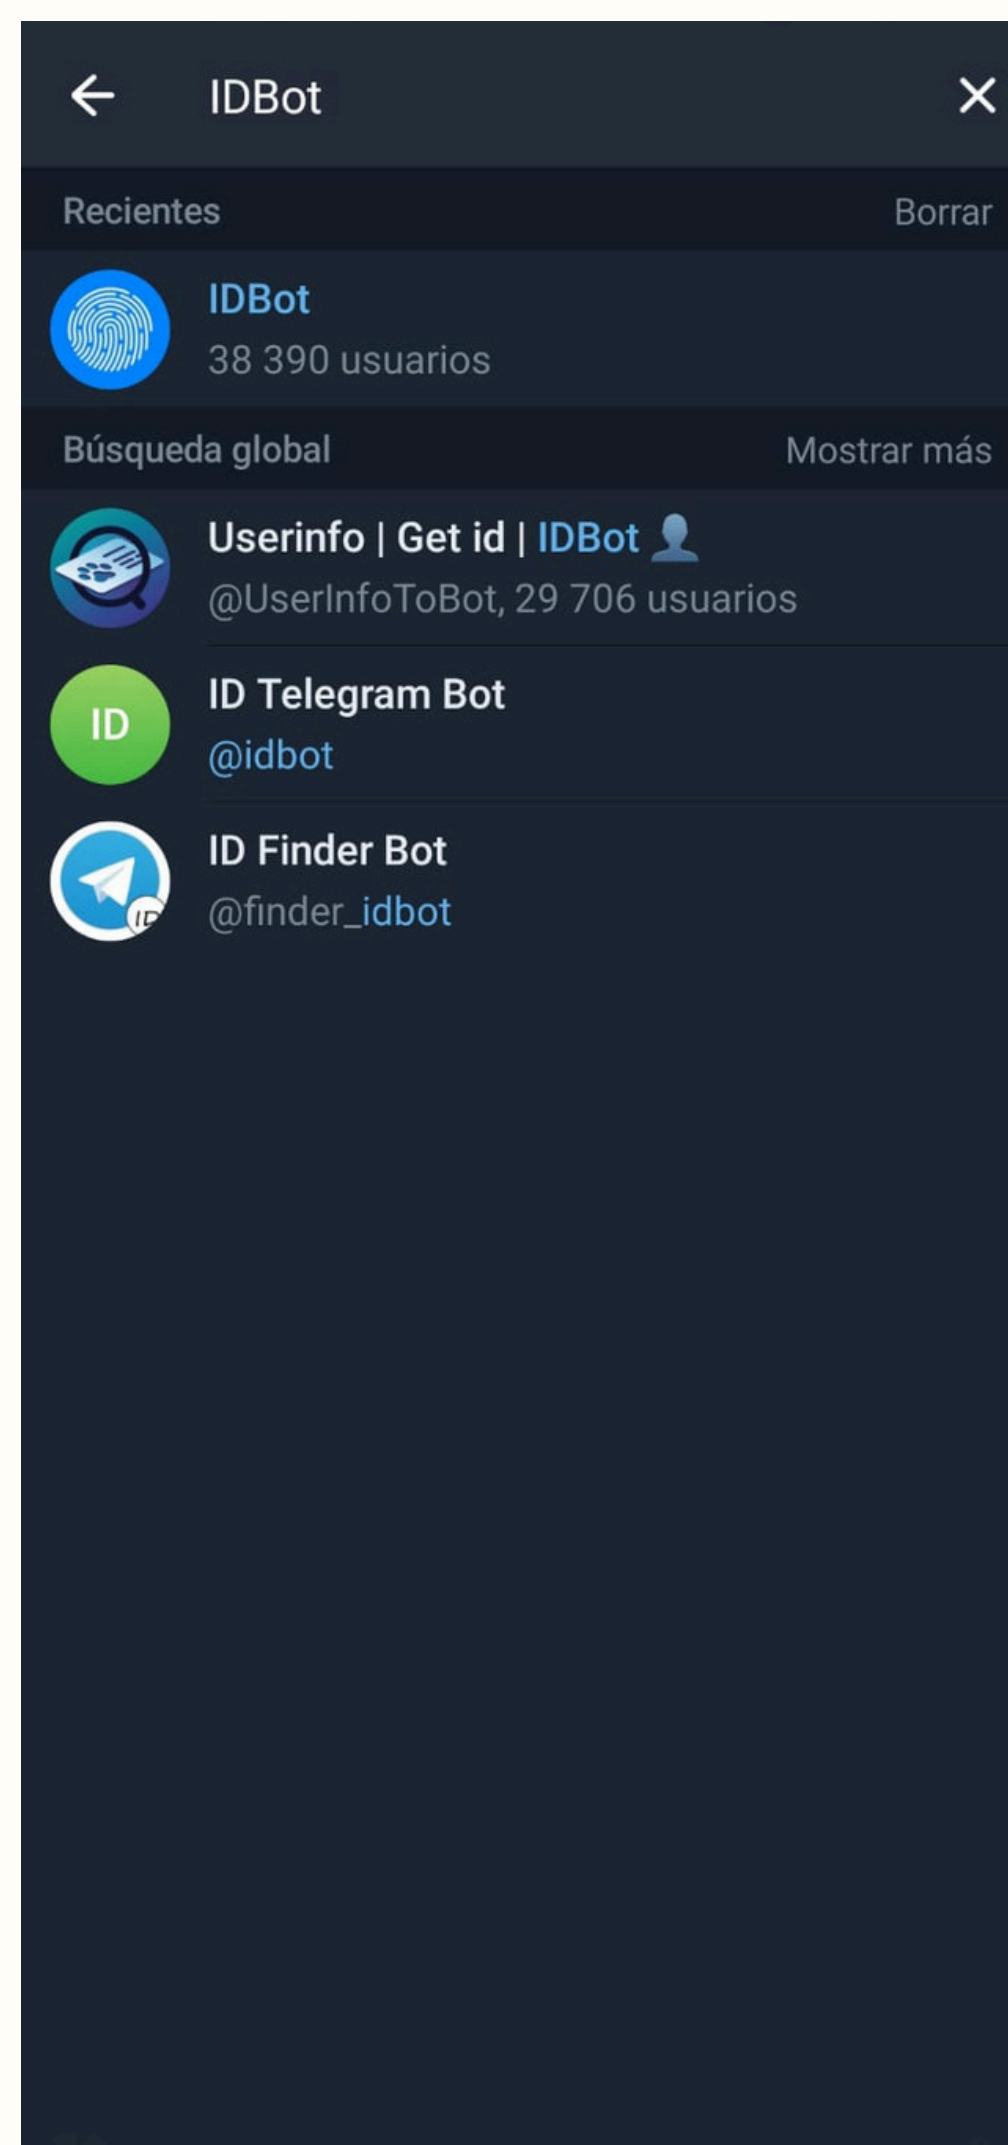 IDBot
Recientes Borrar
IDBot
38 390 usuarios
Búsqueda global Mostrar más
Userinfo | Get id | IDBot 👤
@UserInfoToBot, 29 706 usuarios
ID
ID Telegram Bot
@idbot
ID Finder Bot
ID
@finder_idbot